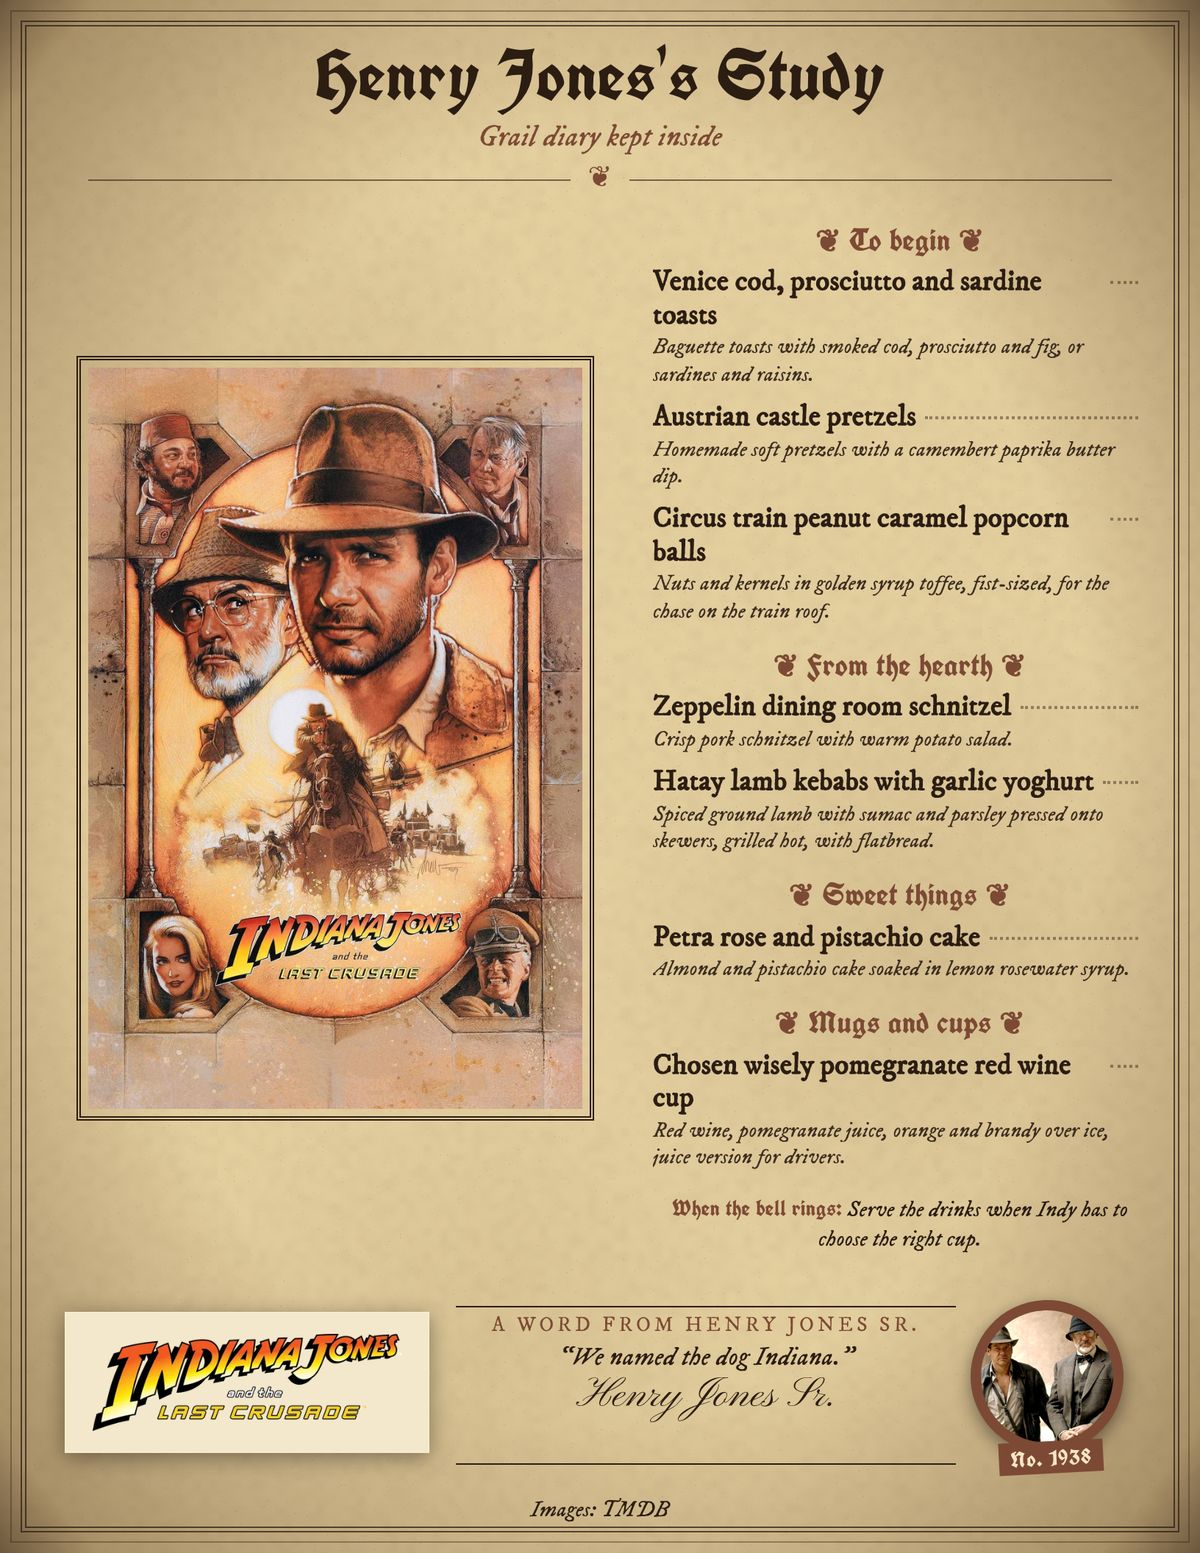 Henry Jones's Study
Grail diary kept inside
❦
❦ To begin ❦
Venice cod, prosciutto and sardine
toasts
Baguette toasts with smoked cod, prosciutto and fig, or
sardines and raisins.
Austrian castle pretzels
Homemade soft pretzels with a camembert paprika butter
dip.
Circus train peanut caramel popcorn
balls
Nuts and kernels in golden syrup toffee, fist-sized, for the
chase on the train roof.
❦ From the hearth ❦
Zeppelin dining room schnitzel
Crisp pork schnitzel with warm potato salad.
Hatay lamb kebabs with garlic yoghurt
Spiced ground lamb with sumac and parsley pressed onto
skewers, grilled hot, with flatbread.
❦ Sweet things ❦
Petra rose and pistachio cake
Almond and pistachio cake soaked in lemon rosewater syrup.
❦ Mugs and cups ❦
Chosen wisely pomegranate red wine
cup
Red wine, pomegranate juice, orange and brandy over ice,
juice version for drivers.
When the bell rings: Serve the drinks when Indy has to
choose the right cup.
INDIANA JONES
and the
LAST CRUSADE
INDIANA JONES
and the
LAST CRUSADE
A WORD FROM HENRY JONES SR.
“We named the dog Indiana.”
Henry Jones Sr.
No. 1938
Images: TMDB